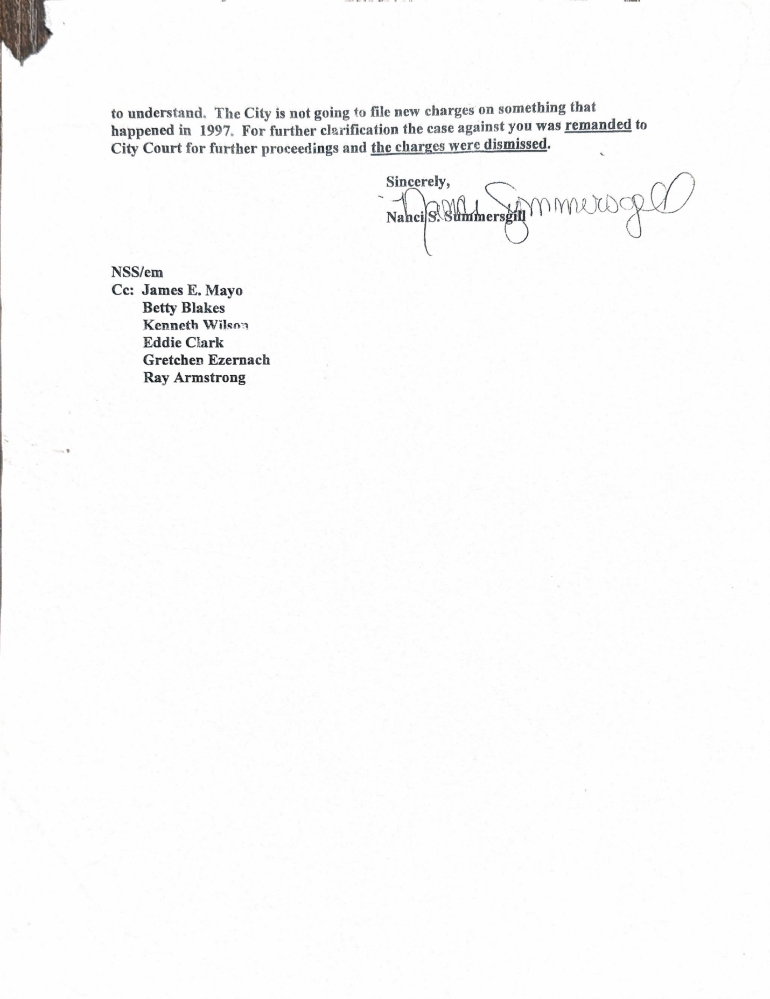 to understand. The City is not going to file new charges on something that
happened in 1997. For further clarification the case against you was remanded to
City Court for further proceedings and the charges were dismissed.
Sincerely,
Nanci Summersgill
Nanci S. Summersgill
NSS/em
Cc: James E. Mayo
Betty Blakes
Kenneth Wilson
Eddie Clark
Gretchen Ezernach
Ray Armstrong